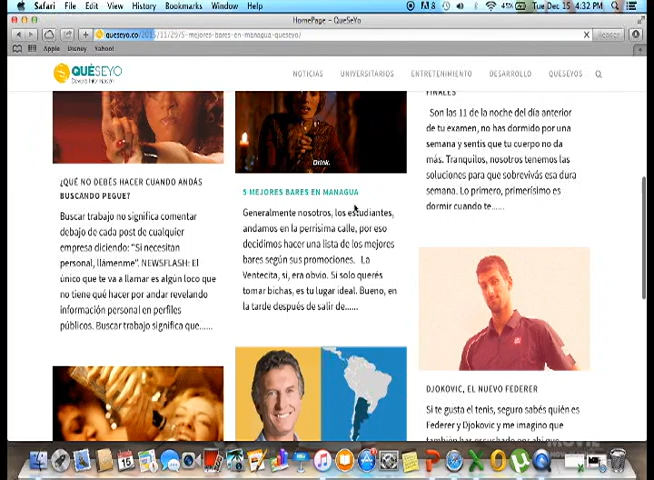 Safari File Edit View History Bookmarks Window Help
45% Tue Dec 15 4:32 PM
HomePage - QueSeYo
queseyo.co/2015/11/29/5-mejores-bares-en-managua-queseyo/
Reader
Apple Disney Yahoo!
QUÉSEYO
NOTICIAS UNIVERSITARIOS ENTRETENIMIENTO DESARROLLO QUESEYOS
Drink.
¿QUÉ NO DEBÉS HACER CUANDO ANDÁS
BUSCANDO PEGUE?
Buscar trabajo no significa comentar
debajo de cada post de cualquier
empresa diciendo: "Si necesitan
personal, llámenme". NEWSFLASH: El
único que te va a llamar es algún loco que
no tiene qué hacer por andar revelando
información personal en perfiles
públicos. Buscar trabajo significa que......
5 MEJORES BARES EN MANAGUA
Generalmente nosotros, los estudiantes,
andamos en la perrísima calle, por eso
decidimos hacer una lista de los mejores
bares según sus promociones. La
Ventecita, si, era obvio. Si solo querés
tomar bichas, es tu lugar ideal. Bueno, en
la tarde después de salir de......
FINALES
Son las 11 de la noche del día anterior
de tu examen, no has dormido por una
semana y sentís que tu cuerpo no da
más. Tranquilos, nosotros tenemos las
soluciones para que sobrevivás esa dura
semana. Lo primero, primerísimo es
dormir cuanto te......
DJOKOVIC, EL NUEVO FEDERER
Si te gusta el tenis, seguro sabés quién es
Federer y Djokovic y me imagino que
también has escuchado